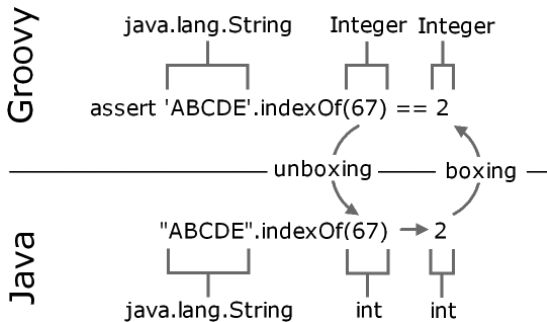 Groovy
java.lang.String Integer Integer
assert 'ABCDE'.indexOf(67) == 2
unboxing boxing
Java
"ABCDE".indexOf(67) 2
java.lang.String int int